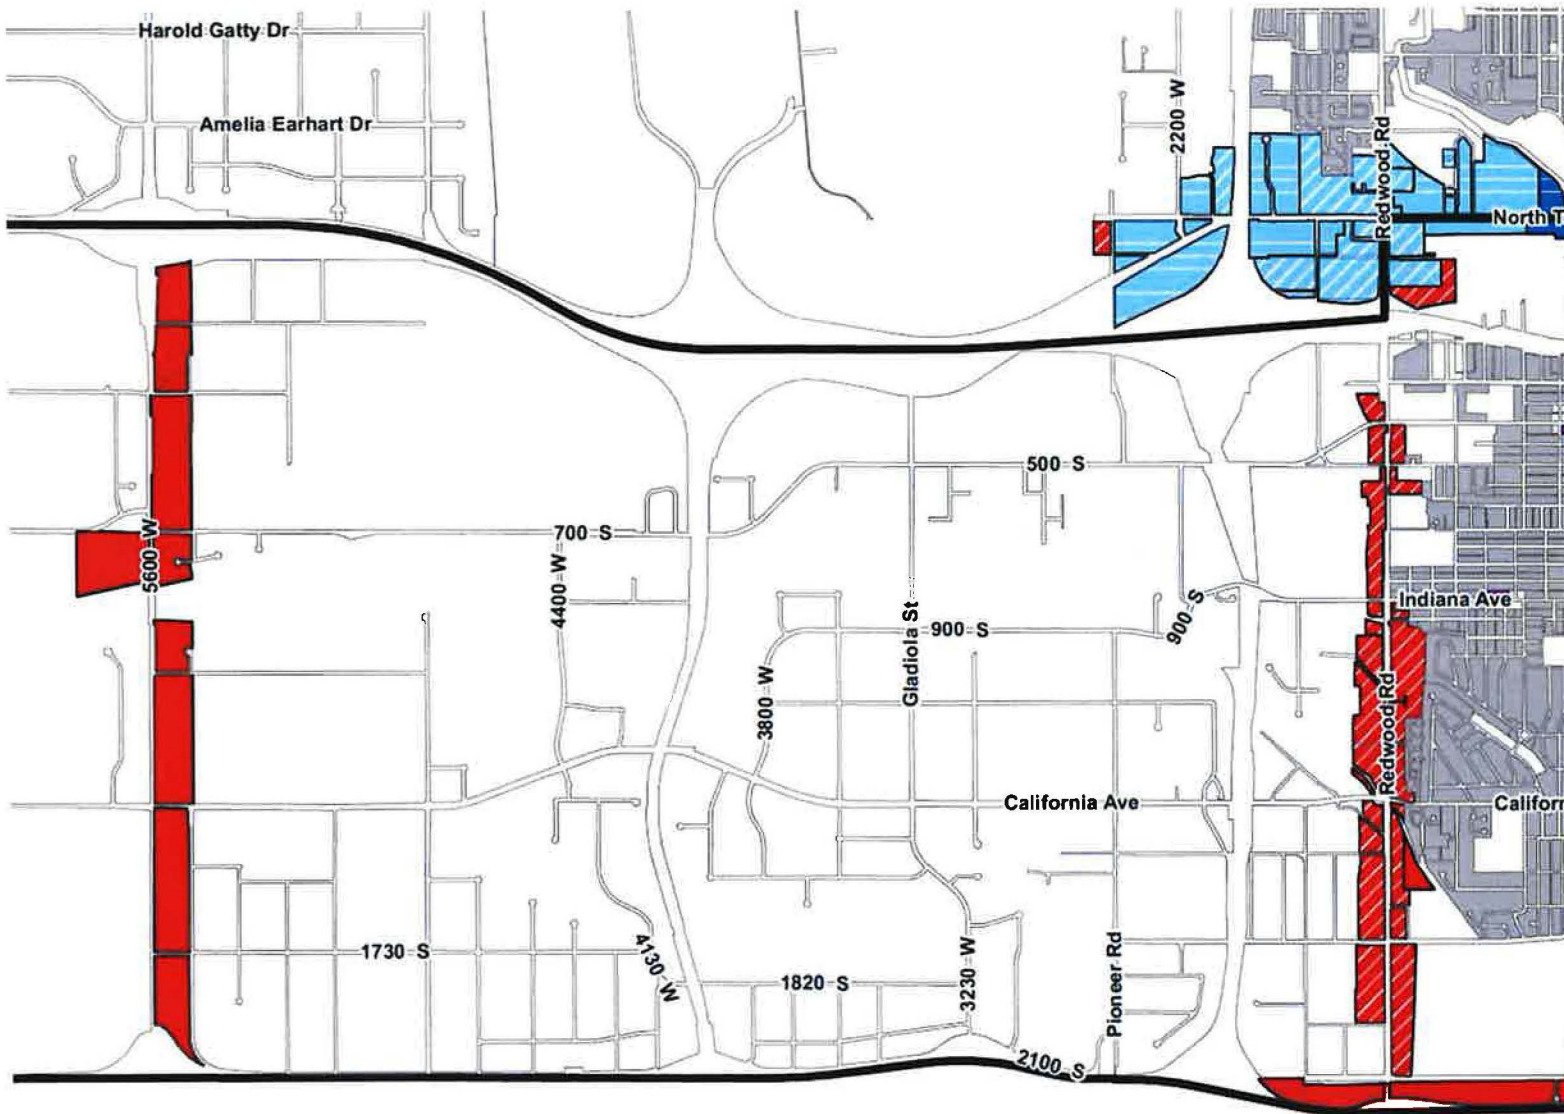 Harold Gatty Dr
Amelia Earhart Dr
2200 W
Redwood Rd
North T
500 S
700 S
5600 W
4400 W
Gladiola St
900 S
900 S
Indiana Ave
3800 W
Redwood Rd
California Ave
Californ
1730 S
4130 W
1820 S
3230 W
Pioneer Rd
2100 S